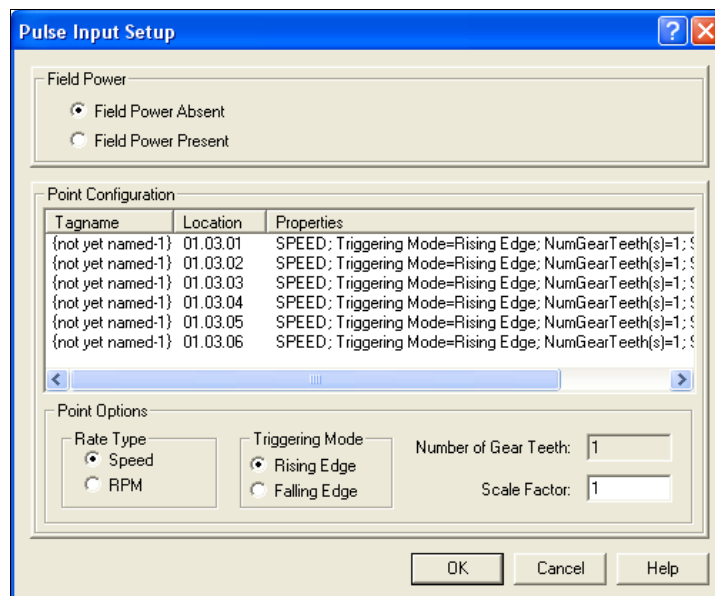 Pulse Input Setup
Field Power
Field Power Absent
Field Power Present
Point Configuration
Tagname Location Properties
{not yet named-1} 01.03.01 SPEED; Triggering Mode=Rising Edge; NumGearTeeth(s)=1;
{not yet named-1} 01.03.02 SPEED; Triggering Mode=Rising Edge; NumGearTeeth(s)=1;
{not yet named-1} 01.03.03 SPEED; Triggering Mode=Rising Edge; NumGearTeeth(s)=1;
{not yet named-1} 01.03.04 SPEED; Triggering Mode=Rising Edge; NumGearTeeth(s)=1;
{not yet named-1} 01.03.05 SPEED; Triggering Mode=Rising Edge; NumGearTeeth(s)=1;
{not yet named-1} 01.03.06 SPEED; Triggering Mode=Rising Edge; NumGearTeeth(s)=1;
Point Options
Rate Type
Speed
RPM
Triggering Mode
Rising Edge
Falling Edge
Number of Gear Teeth: 1
Scale Factor: 1
OK Cancel Help